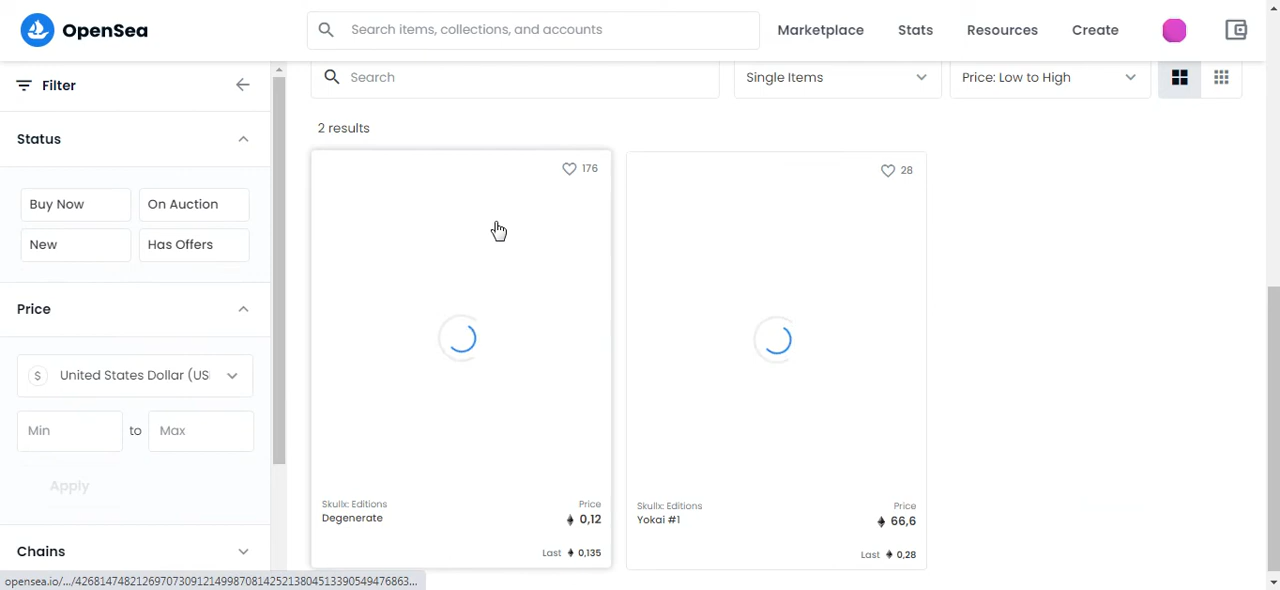 OpenSea
Search items, collections, and accounts
Marketplace
Stats
Resources
Create
Filter
Search
Single Items
Price: Low to High
Status
2 results
Buy Now
On Auction
New
Has Offers
Price
United States Dollar (US
Min
to
Max
Apply
Chains
176
Skullx: Editions
Price
Degenerate
0,12
Last 0,135
28
Skullx: Editions
Price
Yokai #1
66,6
Last 0,28
opensea.io/.../42681474821269707309121499870814252138045133905494768​63...